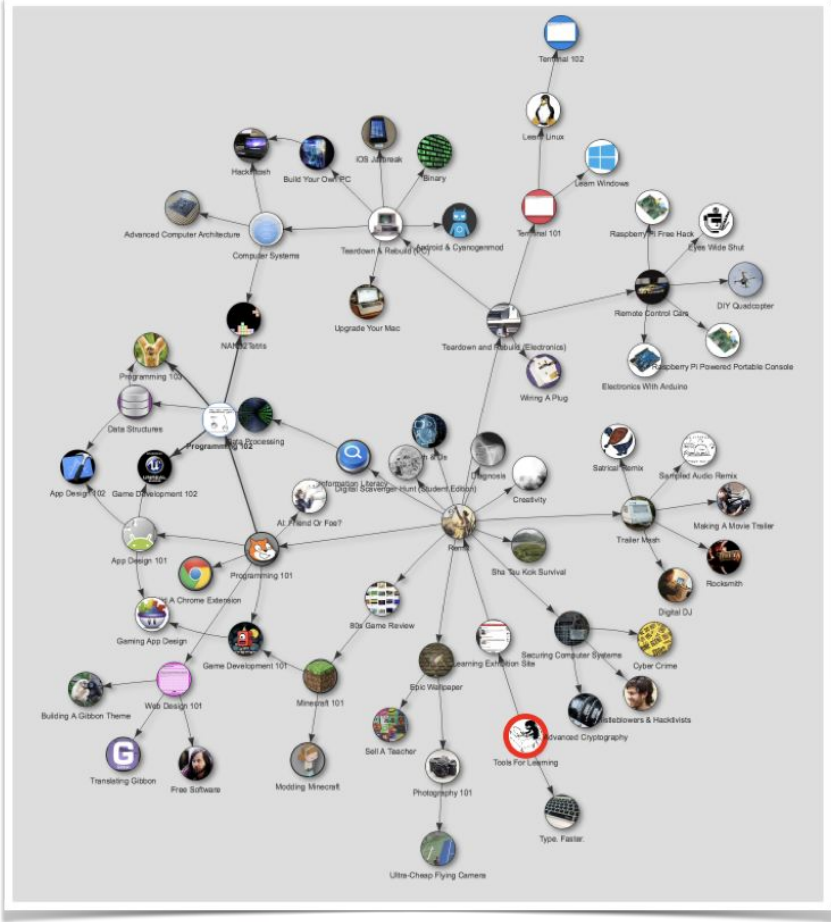 Terminal 102
Learn Linux
Hackintosh
Build Your Own PC
iOS Jailbreak
Binary
Learn Windows
Advanced Computer Architecture
Computer Systems
Teardown & Rebuild (PC)
Android & Cyanogenmod
Terminal 101
Raspberry Pi Free Hack
Eyes Wide Shut
Upgrade Your Mac
Remote Control Cars
DIY Quadcopter
NAND2Tetris
Teardown and Rebuild (Electronics)
Raspberry Pi Powered Portable Console
Programming 103
Electronics With Arduino
Wiring A Plug
Data Structures
Programming 102
Data Processing
Information Literacy
Digital Scavenger Hunt (Student Edition)
Diagnosis
Creativity
Satirical Remix
Sampled Audio Remix
App Design 102
Game Development 102
AI: Friend Or Foe?
Making A Movie Trailer
Trailer Mash
App Design 101
Programming 101
Sha Tau Kok Survival
Rocksmith
A Chrome Extension
80s Game Review
Digital DJ
Gaming App Design
Game Development 101
Learning Exhibition Site
Securing Computer Systems
Cyber Crime
Epic Wallpaper
Building A Gibbon Theme
Web Design 101
Minecraft 101
& Hacktivists
Sell A Teacher
Advanced Cryptography
Tools For Learning
Translating Gibbon
G
Free Software
Modding Minecraft
Photography 101
Type. Faster.
Ultra-Cheap Flying Camera